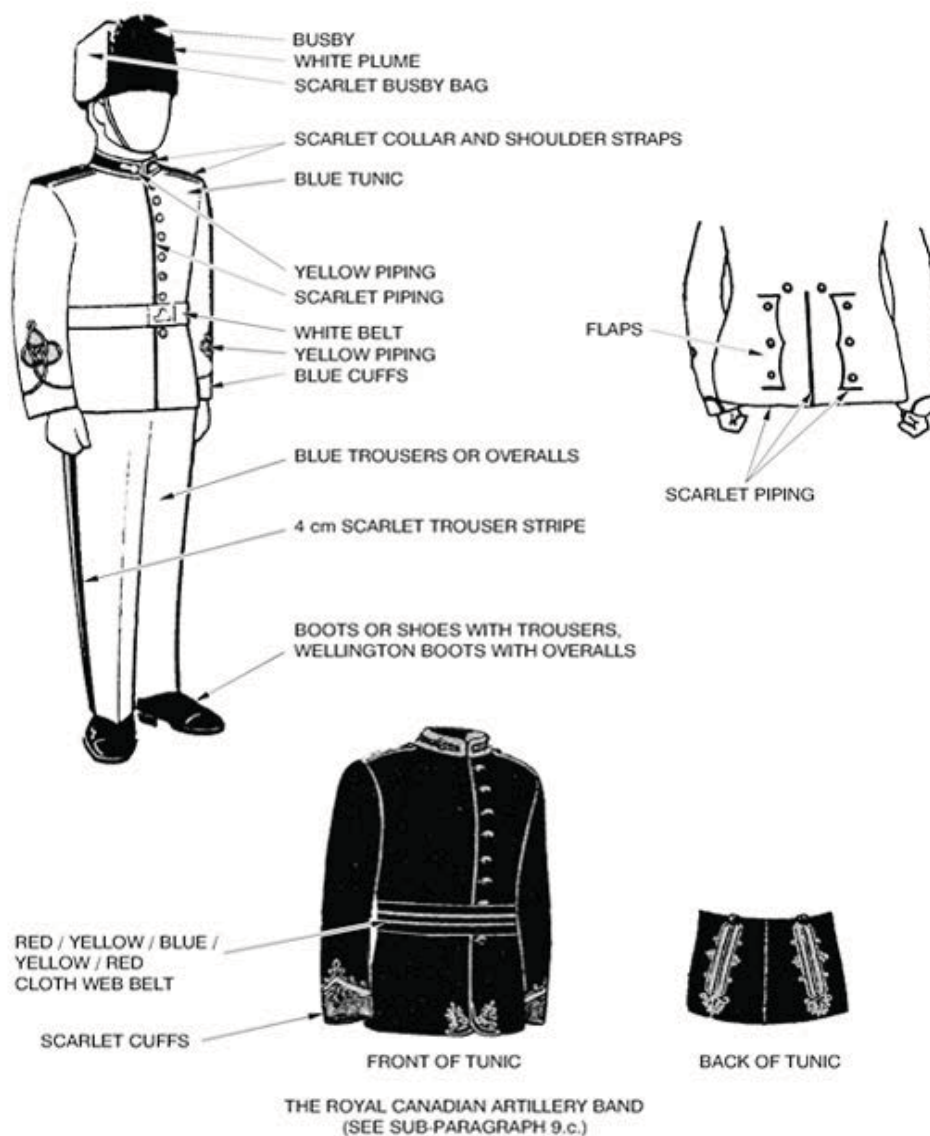 BUSBY
WHITE PLUME
SCARLET BUSBY BAG
SCARLET COLLAR AND SHOULDER STRAPS
BLUE TUNIC
YELLOW PIPING
SCARLET PIPING
WHITE BELT
YELLOW PIPING
BLUE CUFFS
FLAPS
SCARLET PIPING
BLUE TROUSERS OR OVERALLS
4 cm SCARLET TROUSER STRIPE
BOOTS OR SHOES WITH TROUSERS,
WELLINGTON BOOTS WITH OVERALLS
RED / YELLOW / BLUE /
YELLOW / RED
CLOTH WEB BELT
SCARLET CUFFS
FRONT OF TUNIC
BACK OF TUNIC
THE ROYAL CANADIAN ARTILLERY BAND
(SEE SUB-PARAGRAPH 9.c.)